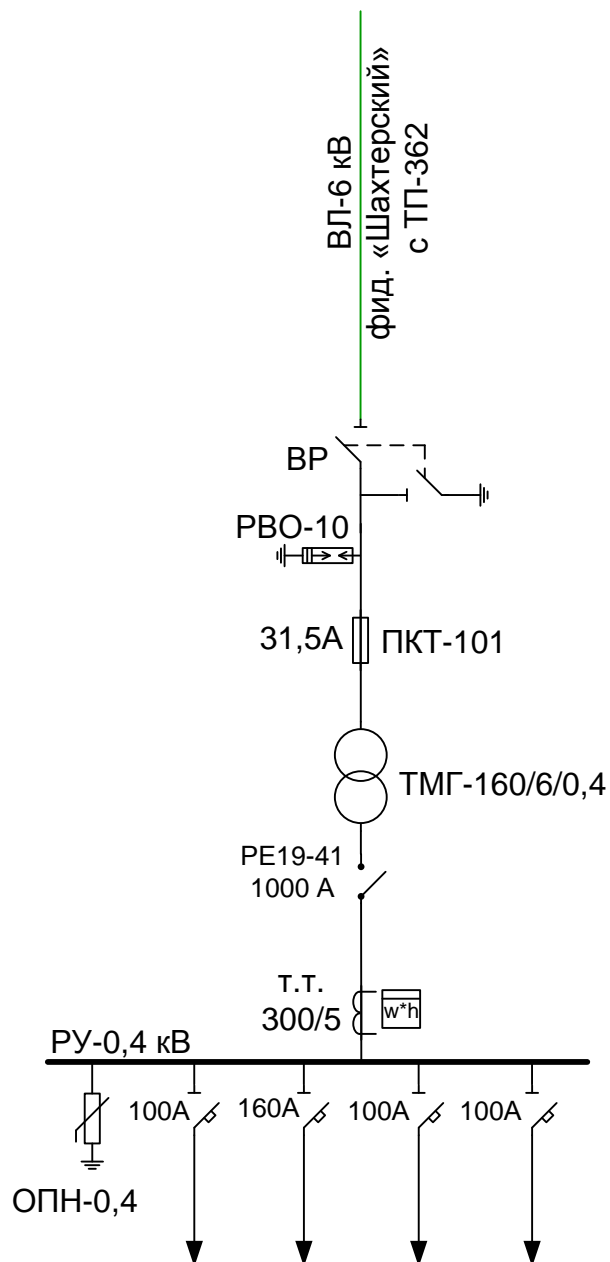 ВЛ-6 кВ
фид. «Шахтерский»
с ТП-362
ВР
РВО-10
31,5А ПКТ-101
ТМГ-160/6/0,4
РЕ19-41
1000 А
т.т.
300/5
w*h
РУ-0,4 кВ
100А 160А 100А 100А
ОПН-0,4